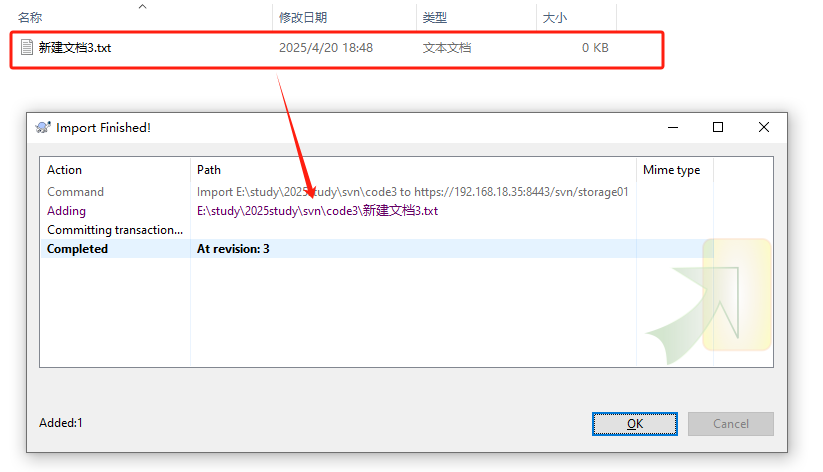 名称 修改日期 类型 大小
新建文档3.txt 2025/4/20 18:48 文本文档 0 KB
Import Finished!
Action Path Mime type
Command Import E:\study\2025study\svn\code3 to https://192.168.18.35:8443/svn/storage01
Adding E:\study\2025study\svn\code3\新建文档3.txt
Committing transaction...
Completed At revision: 3
Added:1
OK Cancel